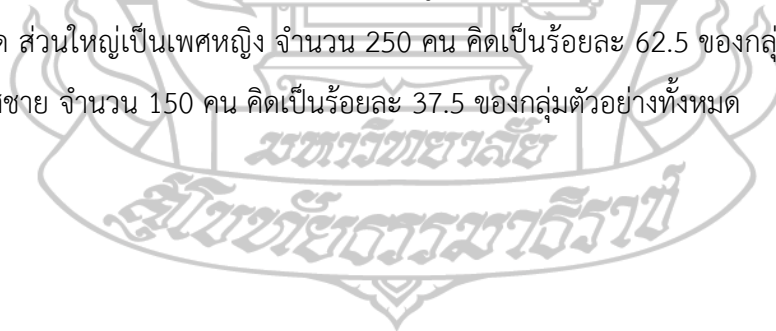 ด ส่วนใหญ่เป็นเพศหญิง จำนวน 250 คน คิดเป็นร้อยละ 62.5 ของกลุ่
ชาย จำนวน 150 คน คิดเป็นร้อยละ 37.5 ของกลุ่มตัวอย่างทั้งหมด
มหาวิทยาลัย
สุโขทัยธรรมาธิราช